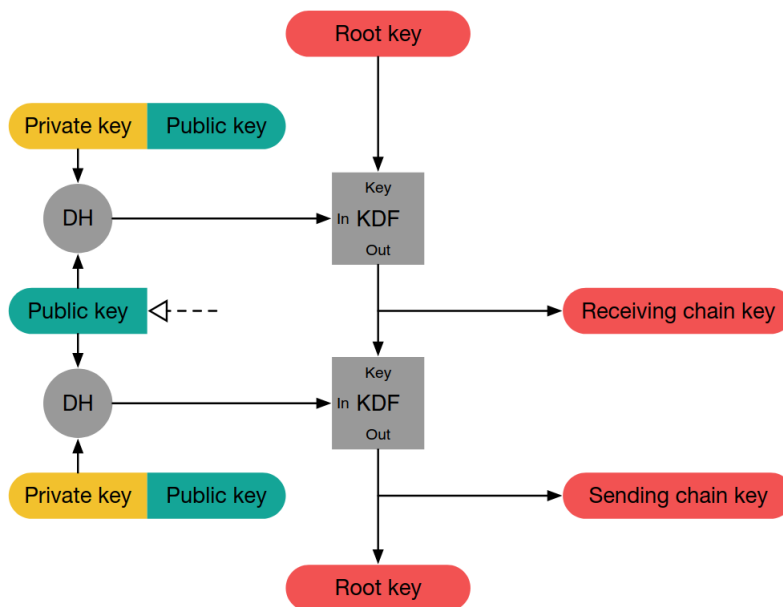 Root key
Private key Public key
Key
DH In KDF
Out
Public key Receiving chain key
Key
DH In KDF
Out
Private key Public key Sending chain key
Root key